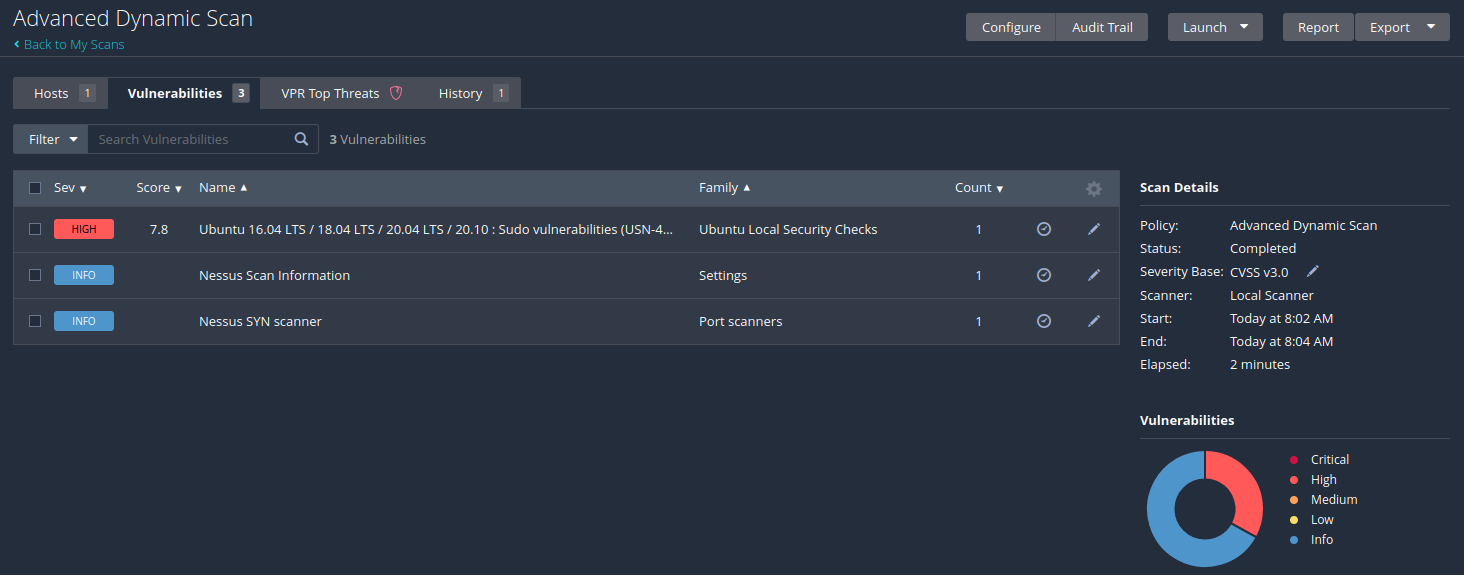 Advanced Dynamic Scan
Back to My Scans
Configure Audit Trail Launch Report Export
Hosts 1 Vulnerabilities 3 VPR Top Threats History 1
Filter Search Vulnerabilities 3 Vulnerabilities
Sev Score Name Family Count
HIGH 7.8 Ubuntu 16.04 LTS / 18.04 LTS / 20.04 LTS / 20.10 : Sudo vulnerabilities (USN-4... Ubuntu Local Security Checks 1
INFO Nessus Scan Information Settings 1
INFO Nessus SYN scanner Port scanners 1
Scan Details
Policy: Advanced Dynamic Scan
Status: Completed
Severity Base: CVSS v3.0
Scanner: Local Scanner
Start: Today at 8:02 AM
End: Today at 8:04 AM
Elapsed: 2 minutes
Vulnerabilities
Critical
High
Medium
Low
Info